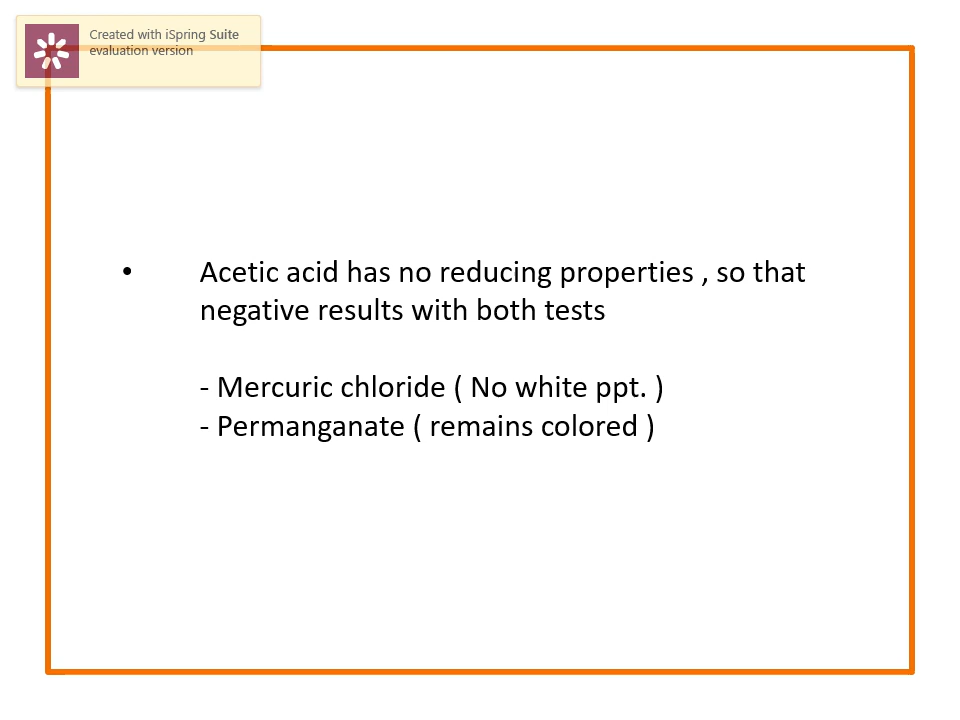 Created with iSpring Suite
evaluation version
• Acetic acid has no reducing properties , so that
negative results with both tests
- Mercuric chloride ( No white ppt. )
- Permanganate ( remains colored )